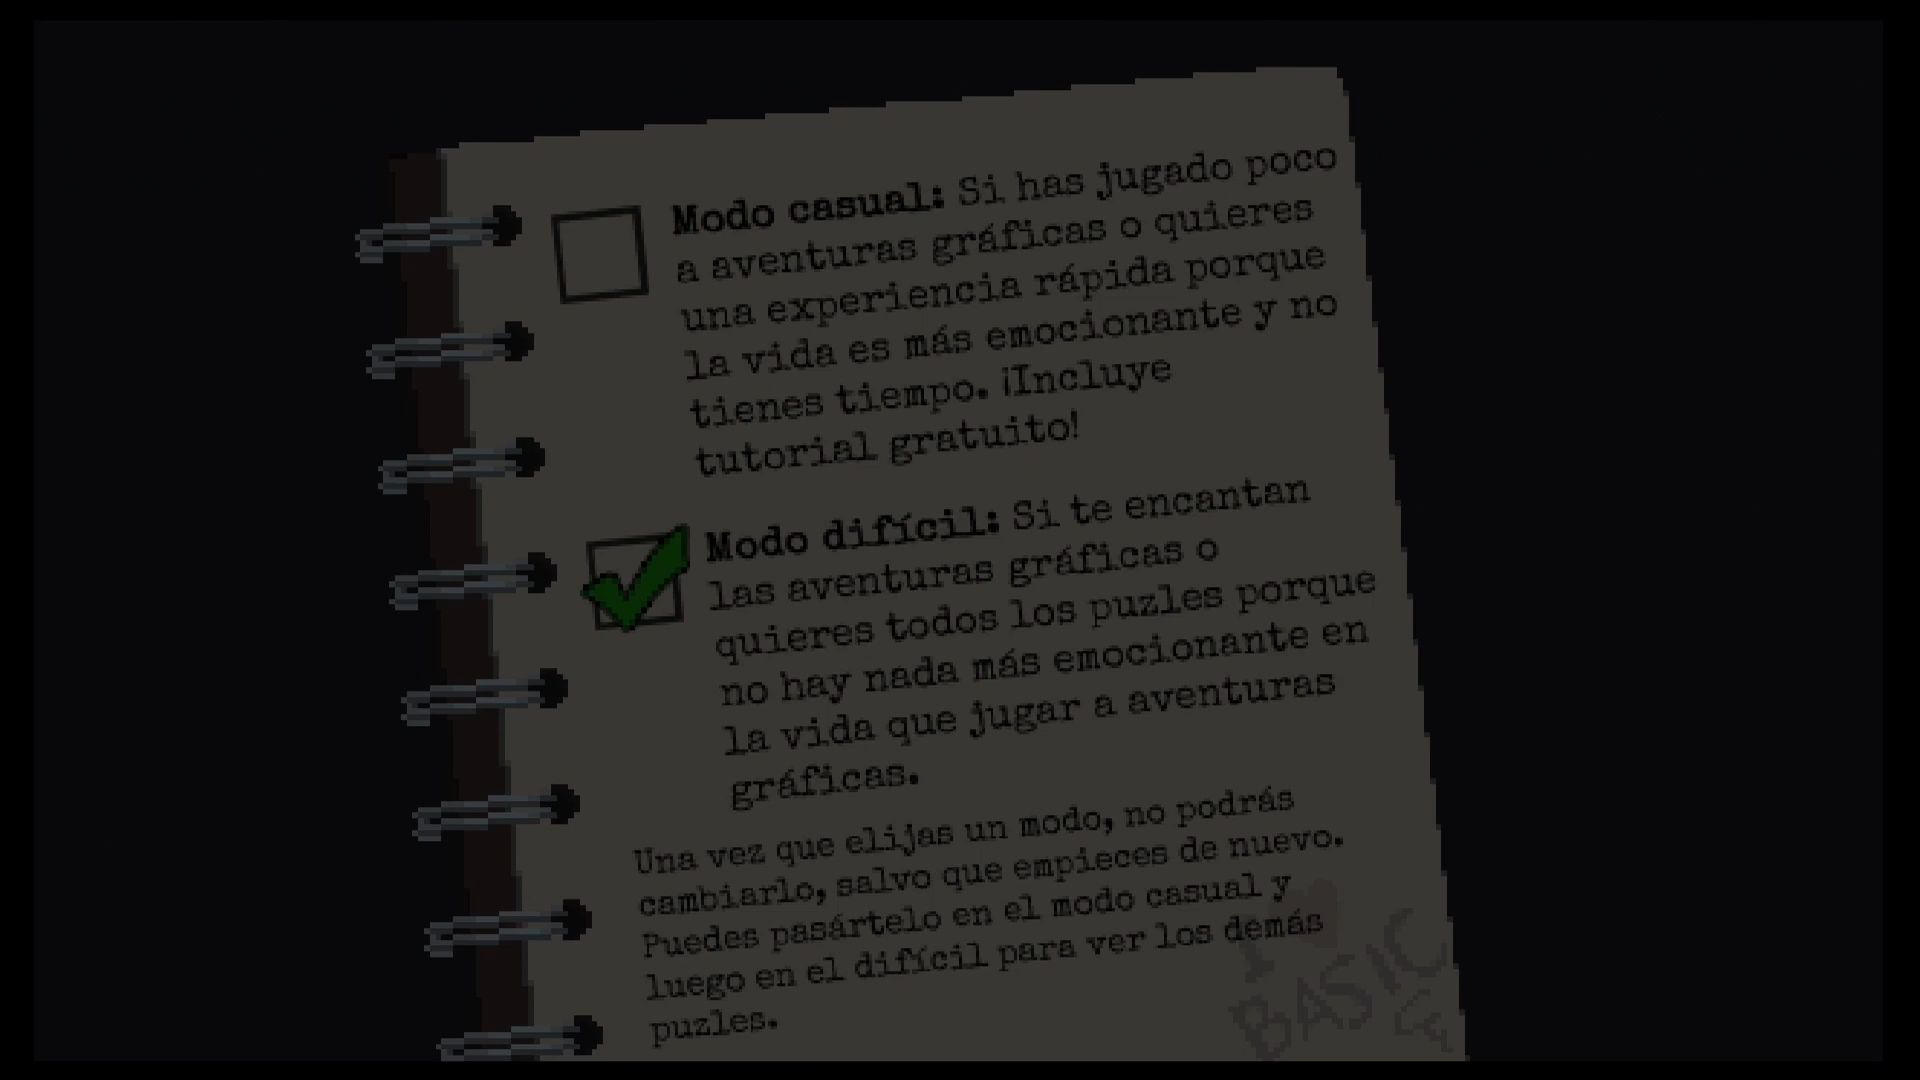 Modo casual: Si has jugado poco
a aventuras gráficas o quieres
una experiencia rápida porque
la vida es más emocionante y no
tienes tiempo. ¡Incluye
tutorial gratuito!
Modo difícil: Si te encantan
las aventuras gráficas o
quieres todos los puzles porque
no hay nada más emocionante en
la vida que jugar a aventuras
gráficas.
Una vez que elijas un modo, no podrás
cambiarlo, salvo que empieces de nuevo.
Puedes pasártelo en el modo casual y
luego en el difícil para ver los demás
puzles.
I
BASIC